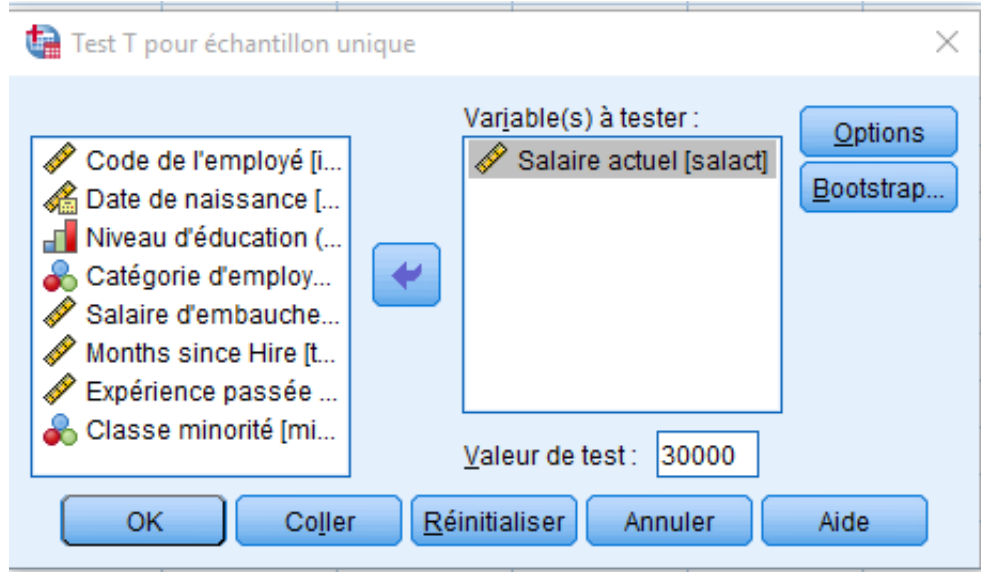 Test T pour échantillon unique
Code de l'employé [i...
Date de naissance [...
Niveau d'éducation (...
Catégorie d'employ...
Salaire d'embauche...
Months since Hire [t...
Expérience passée ...
Classe minorité [mi...
Variable(s) à tester :
Salaire actuel [salact]
Valeur de test : 30000
Options
Bootstrap...
OK Coller Réinitialiser Annuler Aide